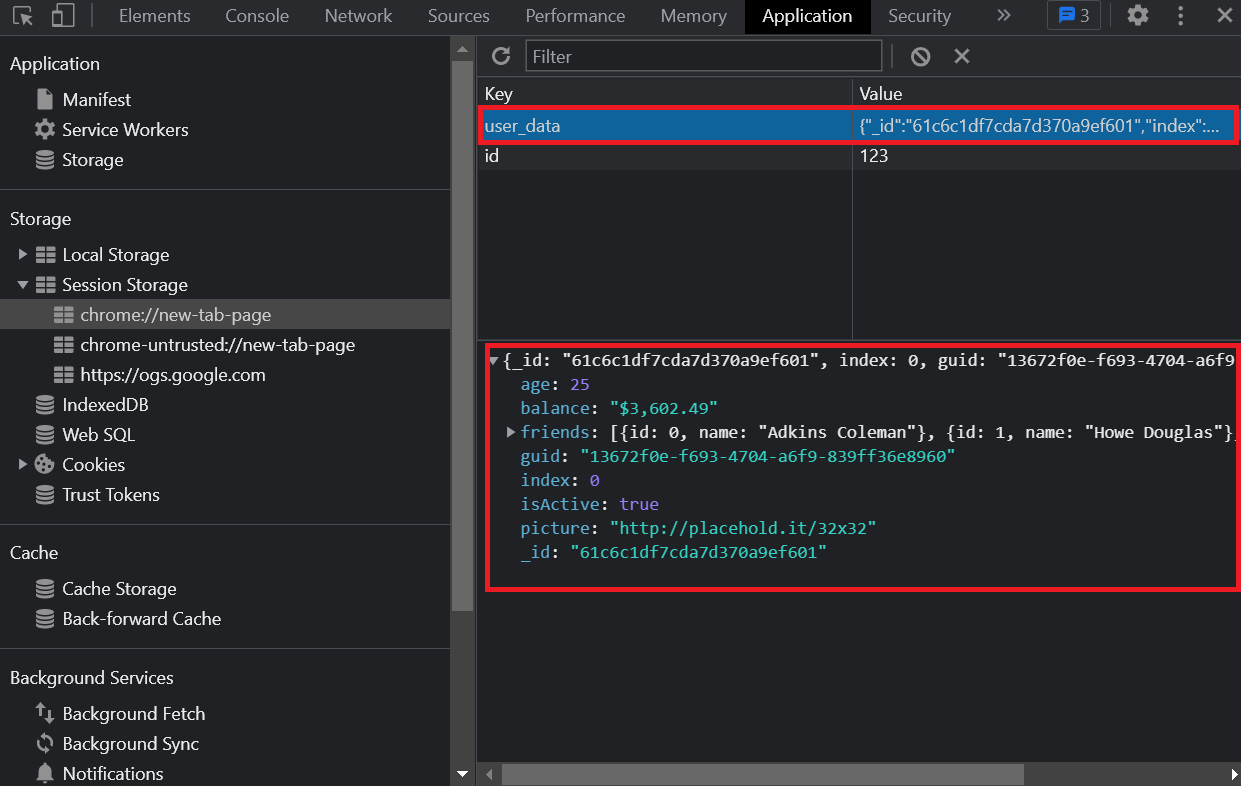 Elements Console Network Sources Performance Memory Application Security » 3
Application
Manifest
Service Workers
Storage
Storage
Local Storage
Session Storage
chrome://new-tab-page
chrome-untrusted://new-tab-page
https://ogs.google.com
IndexedDB
Web SQL
Cookies
Trust Tokens
Cache
Cache Storage
Back-forward Cache
Background Services
Background Fetch
Background Sync
Notifications
Filter
Key Value
user_data {"_id":"61c6c1df7cda7d370a9ef601","index":...
id 123
{_id: "61c6c1df7cda7d370a9ef601", index: 0, guid: "13672f0e-f693-4704-a6f9
age: 25
balance: "$3,602.49"
friends: [{id: 0, name: "Adkins Coleman"}, {id: 1, name: "Howe Douglas"},
guid: "13672f0e-f693-4704-a6f9-839ff36e8960"
index: 0
isActive: true
picture: "http://placehold.it/32x32"
_id: "61c6c1df7cda7d370a9ef601"